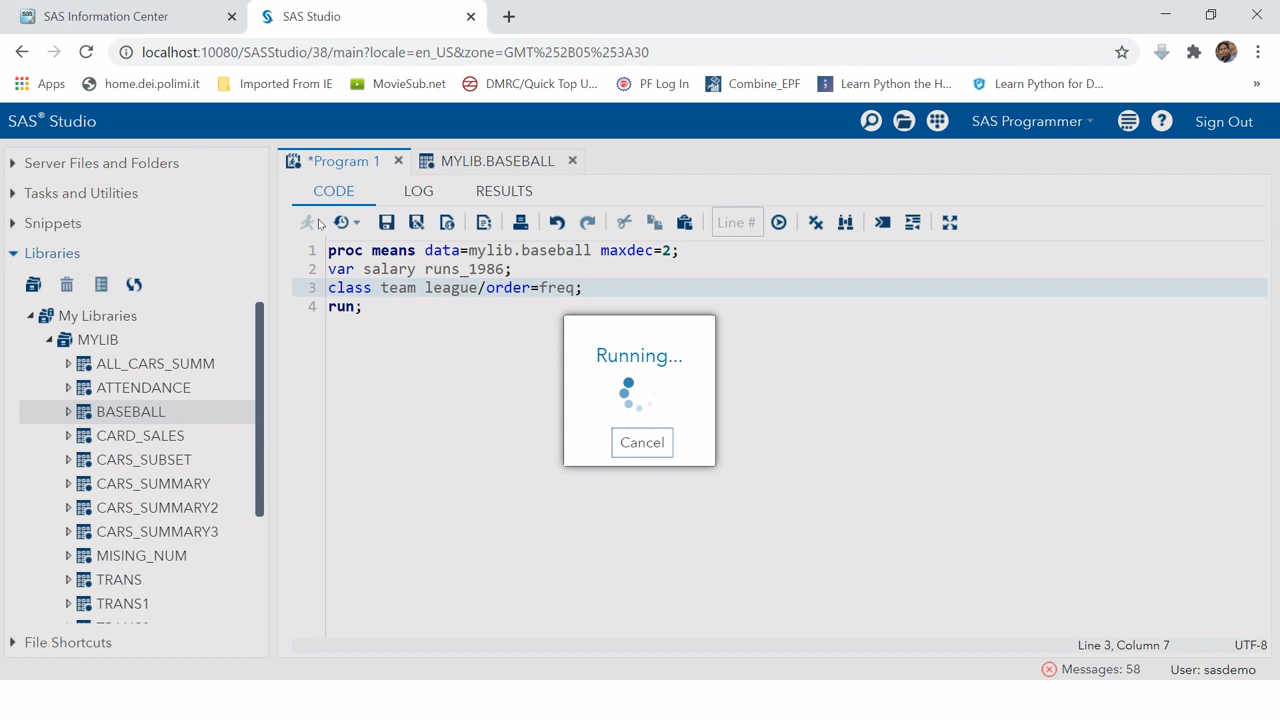 SAS Information Center
SAS Studio
localhost:10080/SASStudio/38/main?locale=en_US&zone=GMT%252B05%253A30
Apps
home.dei.polimi.it
Imported From IE
MovieSub.net
DMRC/Quick Top U...
PF Log In
Combine_EPF
Learn Python the H...
Learn Python for D...
»
SAS® Studio
SAS Programmer
Sign Out
Server Files and Folders
Tasks and Utilities
Snippets
Libraries
My Libraries
MYLIB
ALL_CARS_SUMM
ATTENDANCE
BASEBALL
CARD_SALES
CARS_SUBSET
CARS_SUMMARY
CARS_SUMMARY2
CARS_SUMMARY3
MISING_NUM
TRANS
TRANS1
File Shortcuts
*Program 1
MYLIB.BASEBALL
CODE
LOG
RESULTS
Line #
1 proc means data=mylib.baseball maxdec=2;
2 var salary runs_1986;
3 class team league/order=freq;
4 run;
Running...
Cancel
Line 3, Column 7
UTF-8
Messages: 58
User: sasdemo